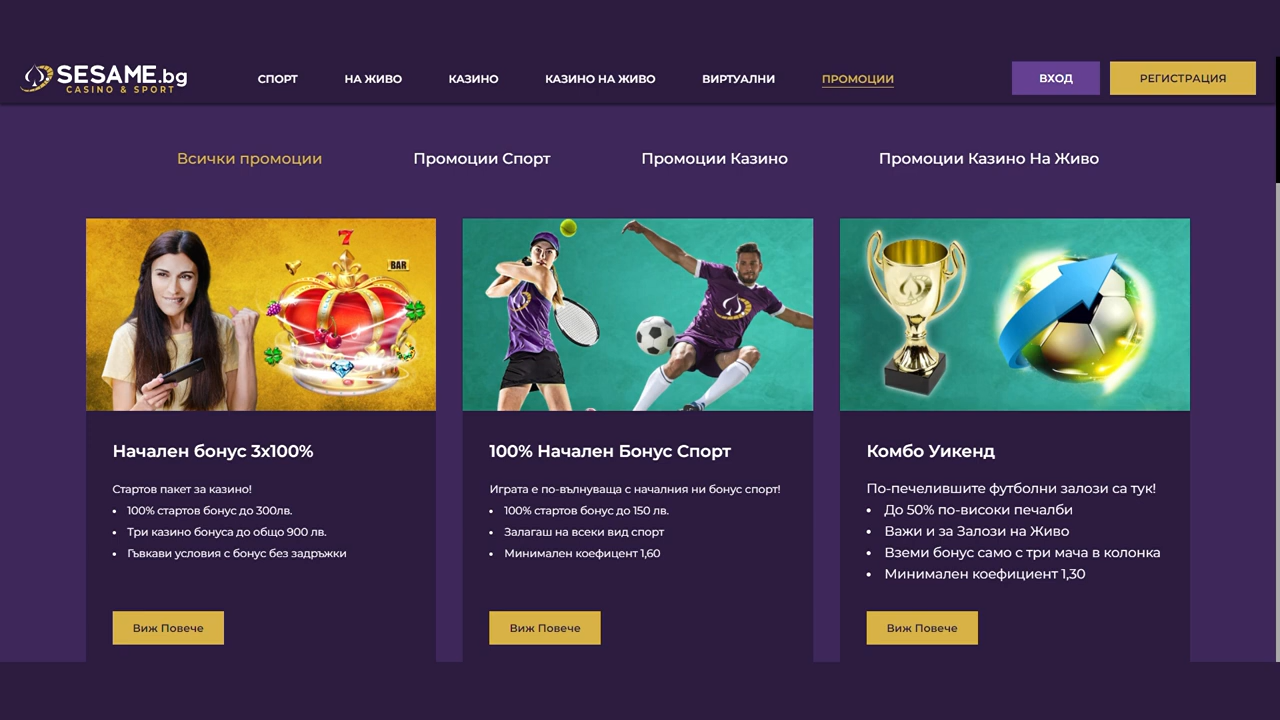 SESAME.bg
CASINO & SPORT
СПОРТ
НА ЖИВО
КАЗИНО
КАЗИНО НА ЖИВО
ВИРТУАЛНИ
ПРОМОЦИИ
ВХОД
РЕГИСТРАЦИЯ
Всички промоции
Промоции Спорт
Промоции Казино
Промоции Казино На Живо
7
BAR
Начален бонус 3х100%
Стартов пакет за казино!
• 100% стартов бонус до 300лв.
• Три казино бонуса до общо 900 лв.
• Гъвкави условия с бонус без задръжки
Виж Повече
100% Начален Бонус Спорт
Играта е по-вълнуваща с началния ни бонус спорт!
• 100% стартов бонус до 150 лв.
• Залагаш на всеки вид спорт
• Минимален коефицент 1,60
Виж Повече
Комбо Уикенд
По-печелившите футболни залози са тук!
• До 50% по-високи печалби
• Важи и за Залози на Живо
• Вземи бонус само с три мача в колонка
• Минимален коефициент 1,30
Виж Повече